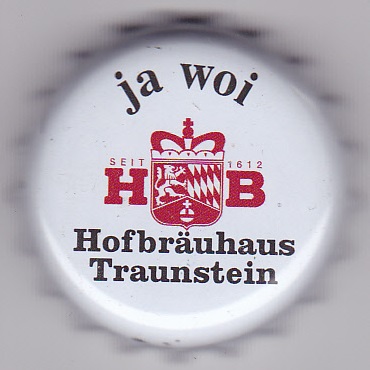 ja woi
SEIT 1612
H B
Hofbräuhaus
Traunstein